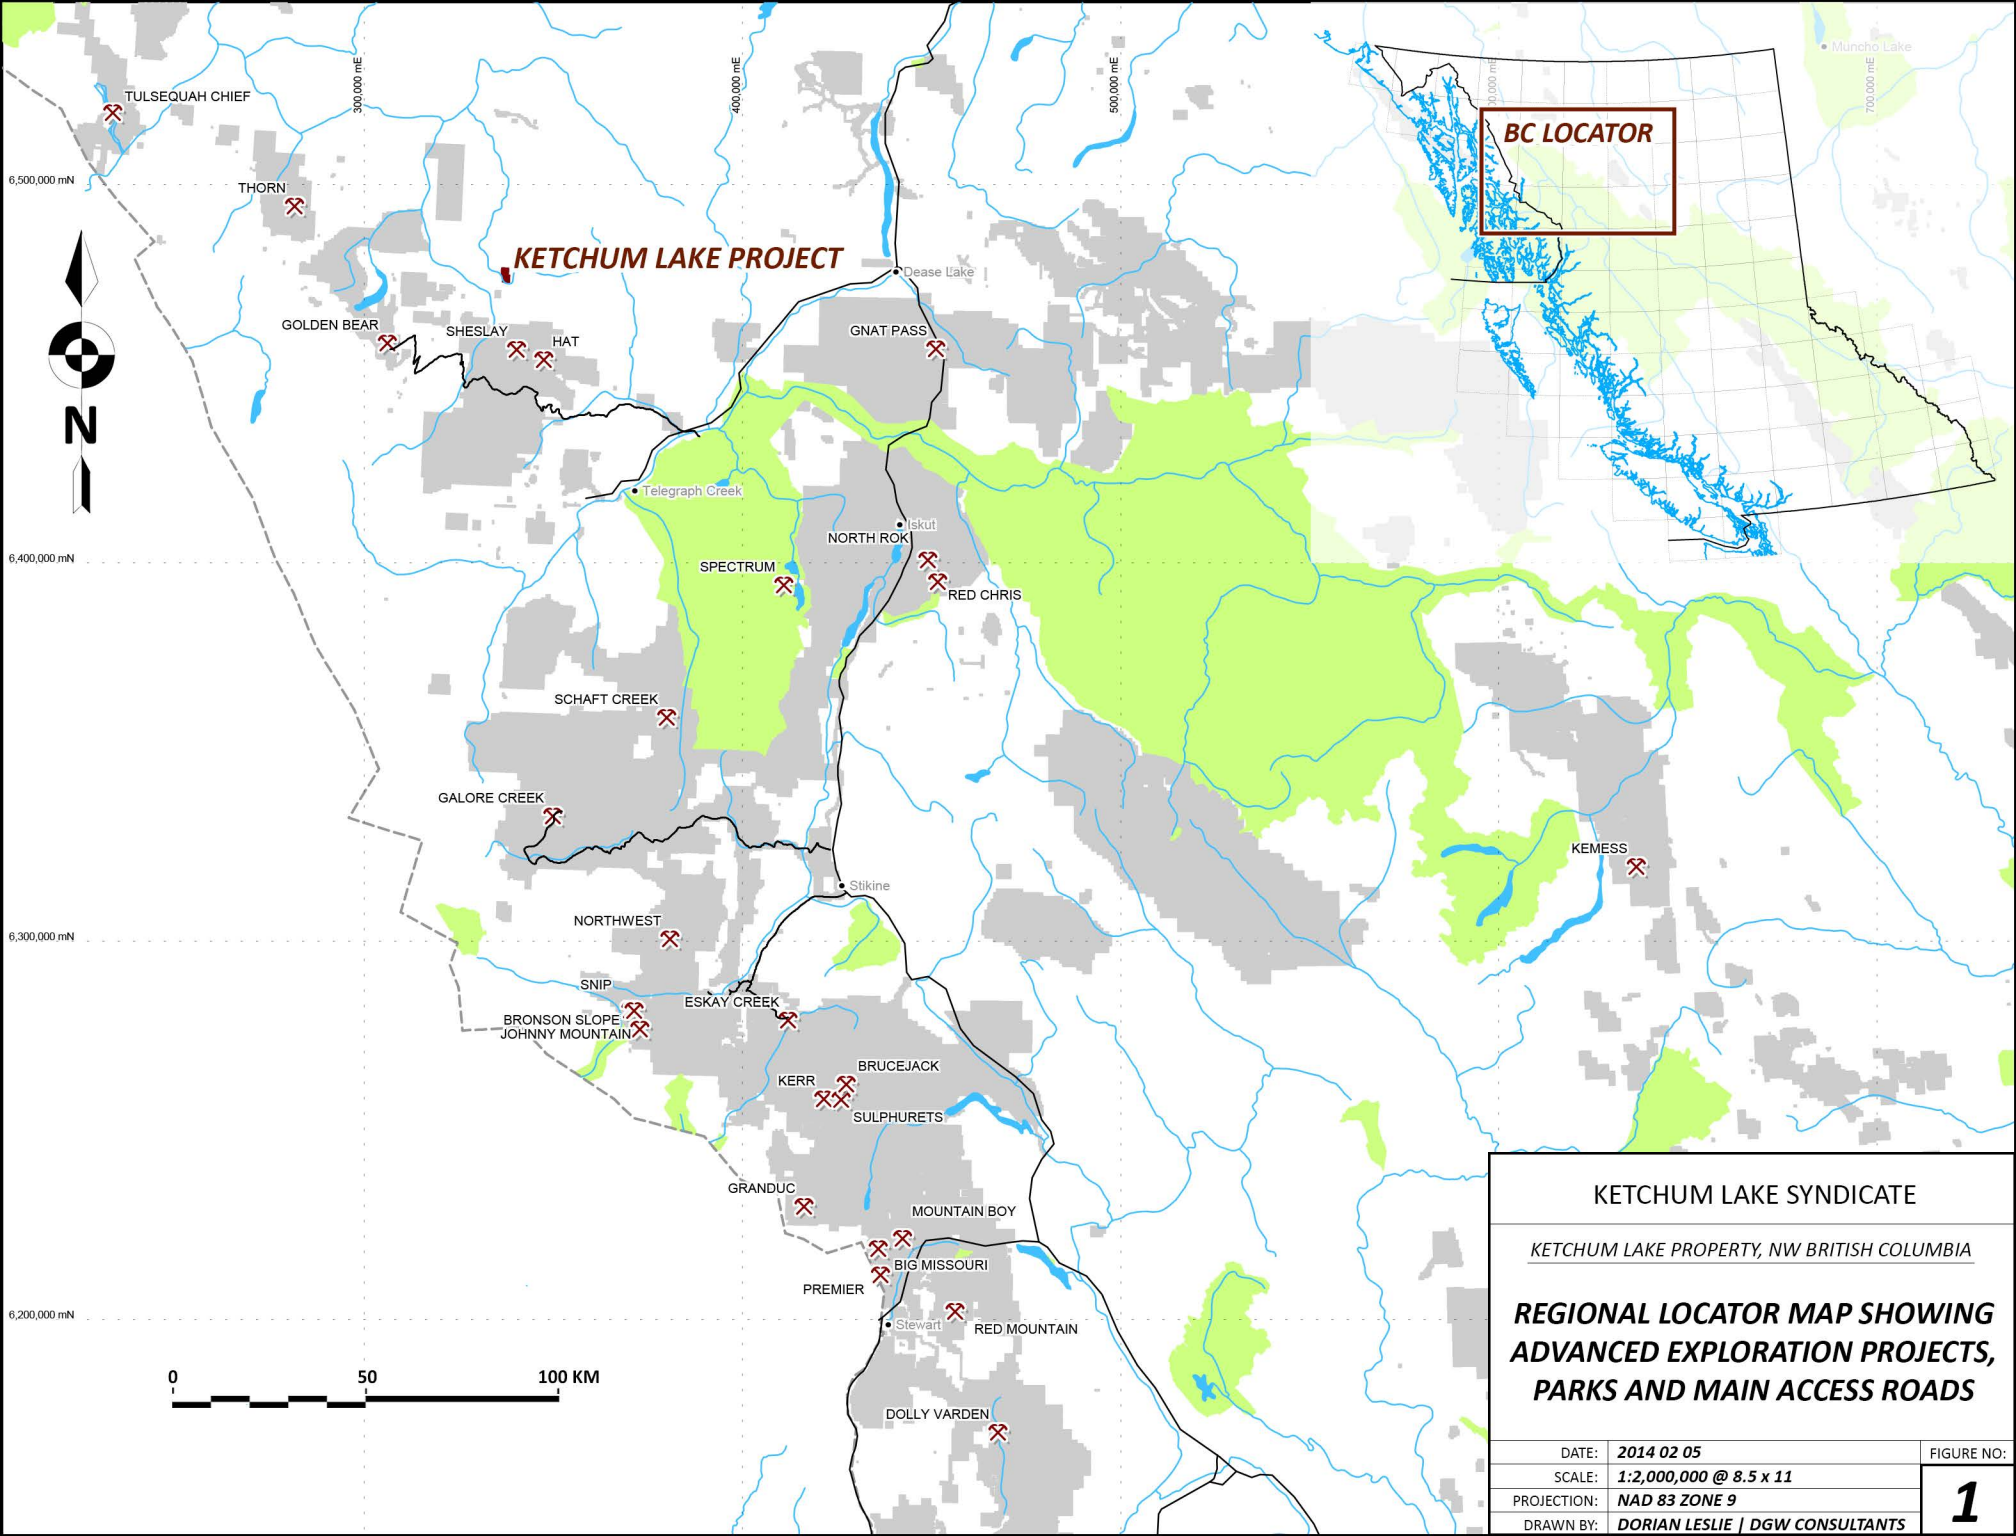 300,000 mE
400,000 mE
500,000 mE
00,000 mE
700,000 mE
Muncho Lake
TULSEQUAH CHIEF
BC LOCATOR
6,500,000 mN
THORN
KETCHUM LAKE PROJECT
Dease Lake
GOLDEN BEAR
SHESLAY
HAT
GNAT PASS
N
Telegraph Creek
Iskut
NORTH ROK
6,400,000 mN
SPECTRUM
RED CHRIS
SCHAFT CREEK
GALORE CREEK
KEMESS
Stikine
NORTHWEST
6,300,000 mN
SNIP
ESKAY CREEK
BRONSON SLOPE
JOHNNY MOUNTAIN
BRUCEJACK
KERR
SULPHURETS
GRANDUC
MOUNTAIN BOY
BIG MISSOURI
PREMIER
6,200,000 mN
Stewart
RED MOUNTAIN
0 50 100 KM
DOLLY VARDEN
KETCHUM LAKE SYNDICATE
KETCHUM LAKE PROPERTY, NW BRITISH COLUMBIA
REGIONAL LOCATOR MAP SHOWING
ADVANCED EXPLORATION PROJECTS,
PARKS AND MAIN ACCESS ROADS
DATE: 2014 02 05
SCALE: 1:2,000,000 @ 8.5 x 11
PROJECTION: NAD 83 ZONE 9
DRAWN BY: DORIAN LESLIE | DGW CONSULTANTS
FIGURE NO:
1